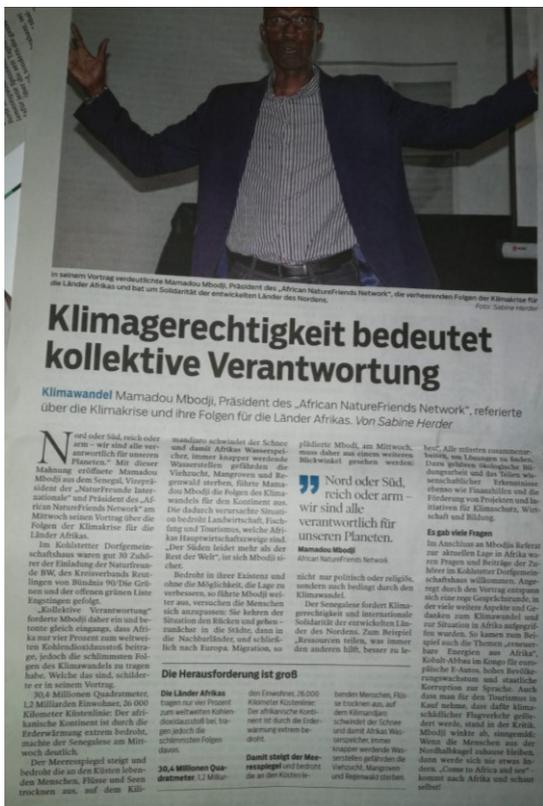 In seinem Vortrag verdeutlichte Mamadou Mbodji, Präsident des „African NatureFriends Network“, die verheerenden Folgen der Klimakrise für
die Länder Afrikas und bat um Solidarität der entwickelten Länder des Nordens.
Foto: Sabine Herder
Klimagerechtigkeit bedeutet
kollektive Verantwortung
Klimawandel Mamadou Mbodji, Präsident des „African NatureFriends Network“, referierte
über die Klimakrise und ihre Folgen für die Länder Afrikas. Von Sabine Herder
Nord oder Süd, reich oder
arm – wir sind alle ver-
antwortlich für unseren
Planeten.“ Mit dieser
Mahnung eröffnete Mamadou
Mbodji aus dem Senegal, Vizeprä-
sident der „NaturFreunde Inter-
nationale“ und Präsident des „Af-
rican NatureFriends Network“ am
Mittwoch seinen Vortrag über die
Folgen der Klimakrise für die
Länder Afrikas.
Im Kohlstetter Dorfgemein-
schaftshaus waren gut 30 Zuhö-
rer der Einladung der Naturfreun-
de BW, des Kreisverbands Reut-
lingen von Bündnis 90/Die Grü-
nen und der offenen grünen Liste
Engstingen gefolgt.
„Kollektive Verantwortung“
forderte Mbodji daher ein und be-
tonte gleich eingangs, dass Afri-
ka nur vier Prozent zum weltwei-
ten Kohlendioxidausstoß beitra-
ge, jedoch die schlimmsten Fol-
gen des Klimawandels zu tragen
habe. Welche das sind, schilder-
te er in seinem Vortrag.
30,4 Millionen Quadratmeter,
1,2 Milliarden Einwohner, 26 000
Kilometer Küstenlinie: Der afri-
kanische Kontinent ist durch die
Erderwärmung extrem bedroht,
machte der Senegalese am Mitt-
woch deutlich.
Der Meeresspiegel steigt und
bedroht die an den Küsten leben-
den Menschen, Flüsse und Seen
trocknen aus, auf dem Kili-
mandjaro schwindet der Schnee
und damit Afrikas Wasserspei-
cher, immer knapper werdende
Wasserstellen gefährden die
Viehzucht, Mangroven und Re-
genwald sterben, führte Mama-
dou Mbodji die Folgen des Klima-
wandels für den Kontinent aus.
Die dadurch verursachte Situati-
on bedroht Landwirtschaft, Fisch-
fang und Tourismus, welche Afri-
kas Hauptwirtschaftszweige sind.
„Der Süden leidet mehr als der
Rest der Welt“, ist sich Mbodji si-
cher.
Bedroht in ihrer Existenz und
ohne die Möglichkeit, die Lage zu
verbessern, so führte Mbodji wei-
ter aus, versuchen die Menschen
sich anzupassen: Sie kehren der
Situation den Rücken und gehen –
zunächst in die Städte, dann in
die Nachbarländer, und schließ-
lich nach Europa. Migration, so
plädierte Mbodi, am Mittwoch,
muss daher aus einem weiteren
Blickwinkel gesehen werden:
Nord oder Süd,
reich oder arm –
wir sind alle
verantwortlich für
unseren Planeten.
Mamadou Mbodji
African NatureFriends Network
nicht nur politisch oder religiös,
sondern auch bedingt durch den
Klimawandel.
Der Senegalese fordert Klima-
gerechtigkeit und internationale
Solidarität der entwickelten Län-
der des Nordens. Zum Beispiel
„Ressourcen teilen, was immer
den anderen hilft, besser zu le-
ben“. Alle müssten zusammenar-
beiten, um Lösungen zu finden.
Dazu gehören ökologische Bil-
dungsarbeit und das Teilen wis-
senschaftlicher Erkenntnisse
ebenso wie Finanzhilfen und die
Förderung von Projekten und In-
itiativen für Klimaschutz, Wirt-
schaft und Bildung.
Es gab viele Fragen
Im Anschluss an Mbodjis Referat
zur aktuellen Lage in Afrika wa-
ren Fragen und Beiträge der Zu-
hörer im Kohlstetter Dorfgemein-
schaftshaus willkommen. Ange-
regt durch den Vortrag entspann
sich eine rege Gesprächsrunde, in
der viele weitere Aspekte und Ge-
danken zum Klimawandel und
zur Situation in Afrika aufgegrif-
fen wurden. So kamen zum Bei-
spiel auch die Themen „erneuer-
bare Energien aus Afrika“,
Kobalt-Abbau im Kongo für euro-
päische E-Autos, hohes Bevölke-
rungswachstum und staatliche
Korruption zur Sprache. Auch
dass man für den Tourismus in
Kauf nehme, dass dafür klima-
schädlicher Flugverkehr geför-
dert werde, stand in der Kritik.
Mbodji winkte ab, sinngemäß:
Wenn die Menschen aus der
Nordhalbkugel zuhause bleiben,
dann werde sich nie etwas än-
dern. „Come to Africa and see“ –
kommt nach Afrika und schaut
selbst!
Die Herausforderung ist groß
Die Länder Afrikas
tragen nur vier Prozent
zum weltweiten Kohlen-
dioxidausstoß bei, tra-
gen jedoch die
schlimmsten Folgen
davon.
30,4 Millionen Qua-
dratmeter, 1,2 Milliar-
den Einwohner, 26.000
Kilometer Küstenlinie:
Der afrikanische Konti-
nent ist durch die Erder-
wärmung extrem be-
droht.
Damit steigt der Mee-
resspiegel und bedroht
die an den Küsten le-
benden Menschen, Flüs-
se trocknen aus, auf
dem Kilimandjaro
schwindet der Schnee
und damit Afrikas Was-
serspeicher, immer
knapper werdende Was-
serstellen gefährden die
Viehzucht, Mangroven
und Regenwald sterben.